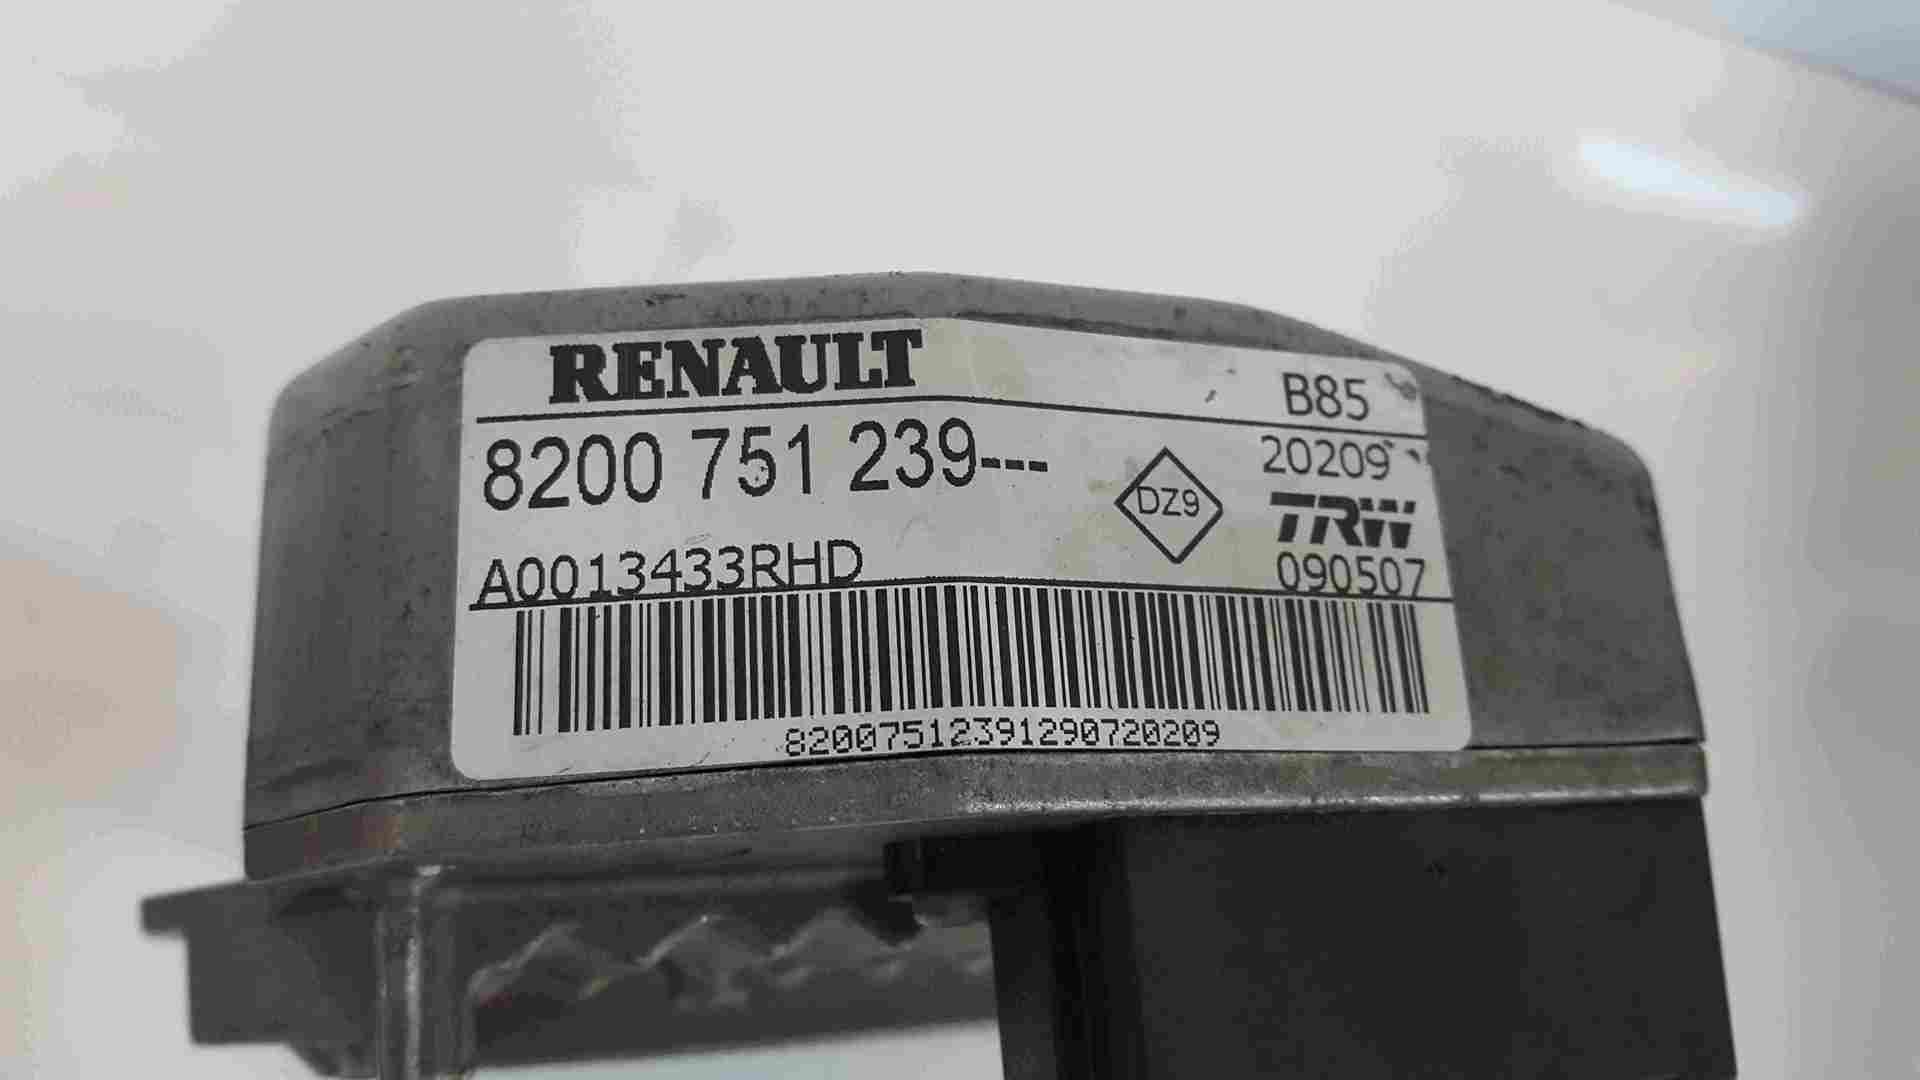 RENAULT
B85
8200 751 239---
20209
DZ9
TRW
A0013433RHD
090507
82007512391290720209